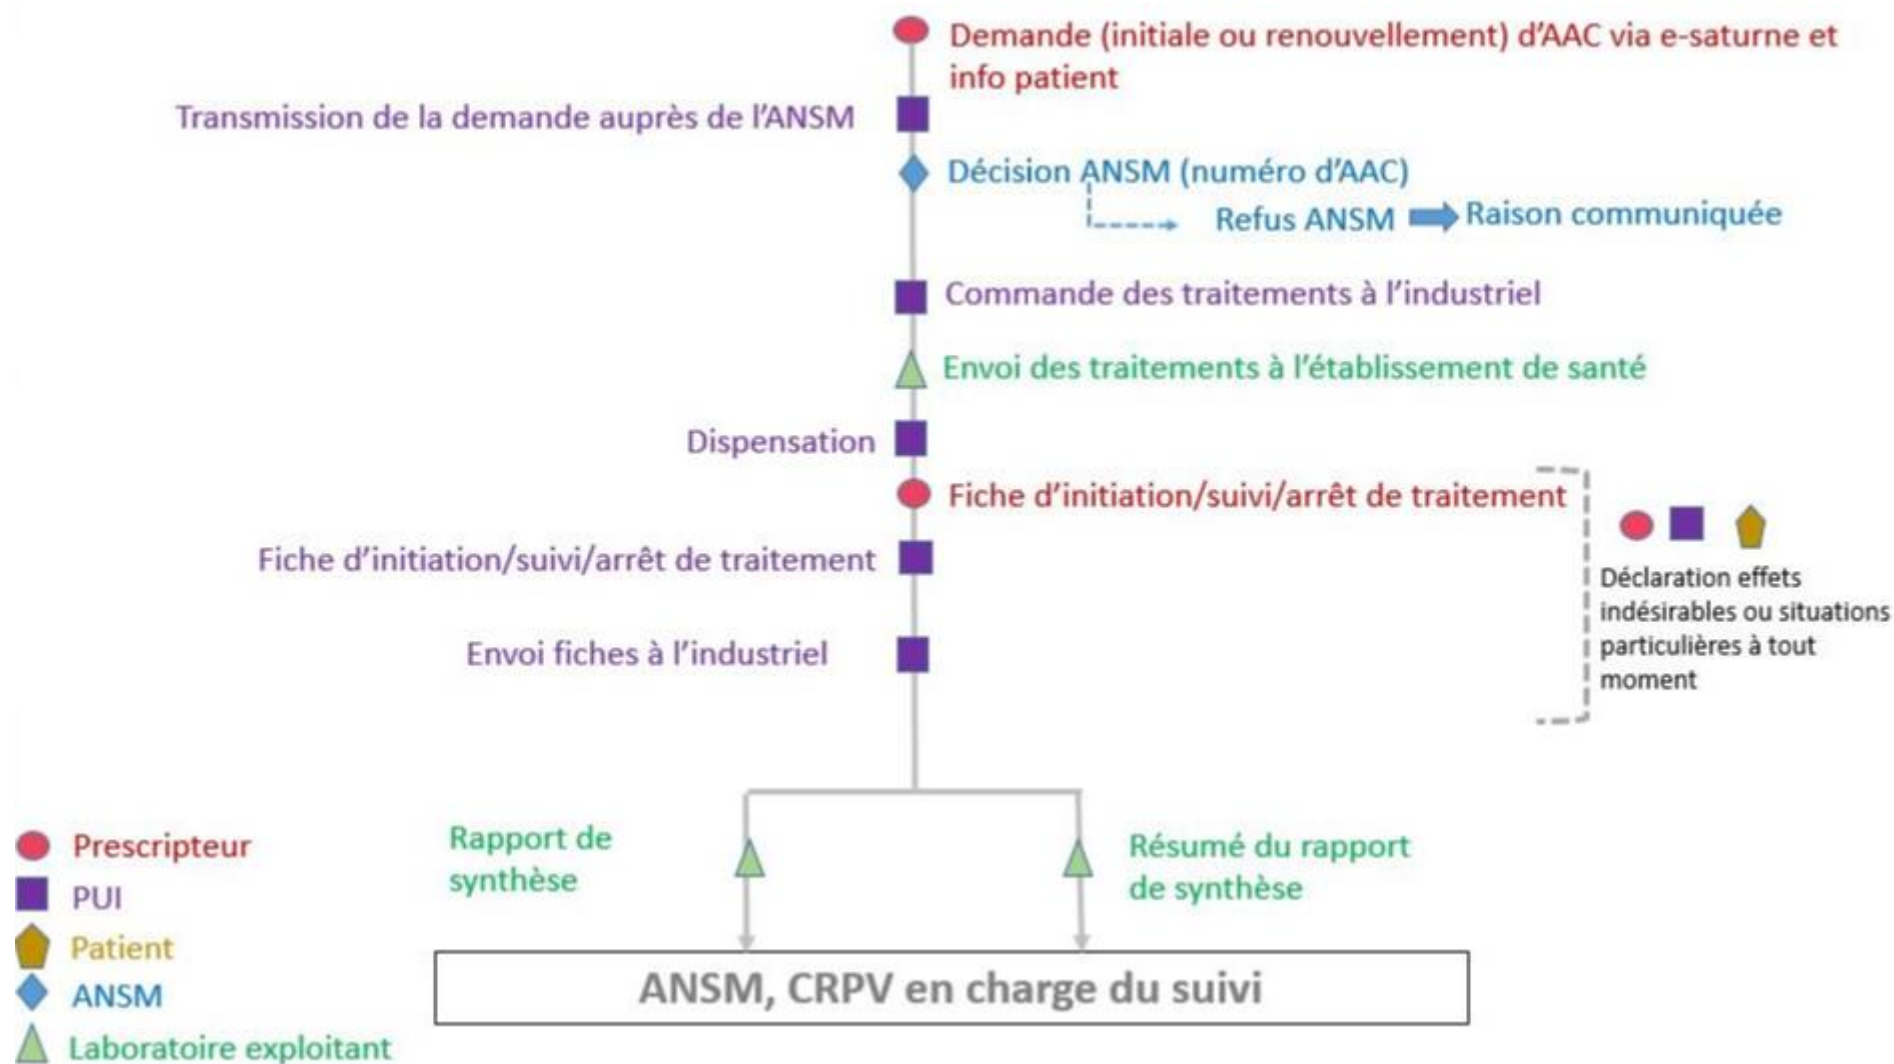 Demande (initiale ou renouvellement) d'AAC via e-saturne et
info patient
Transmission de la demande auprès de l'ANSM
Décision ANSM (numéro d'AAC)
Refus ANSM
Raison communiquée
Commande des traitements à l'industriel
Envoi des traitements à l'établissement de santé
Dispensation
Fiche d'initiation/suivi/arrêt de traitement
Fiche d'initiation/suivi/arrêt de traitement
Déclaration effets
indésirables ou situations
particulières à tout
moment
Envoi fiches à l'industriel
Rapport de
synthèse
Résumé du rapport
de synthèse
ANSM, CRPV en charge du suivi
Prescripteur
PUI
Patient
ANSM
Laboratoire exploitant